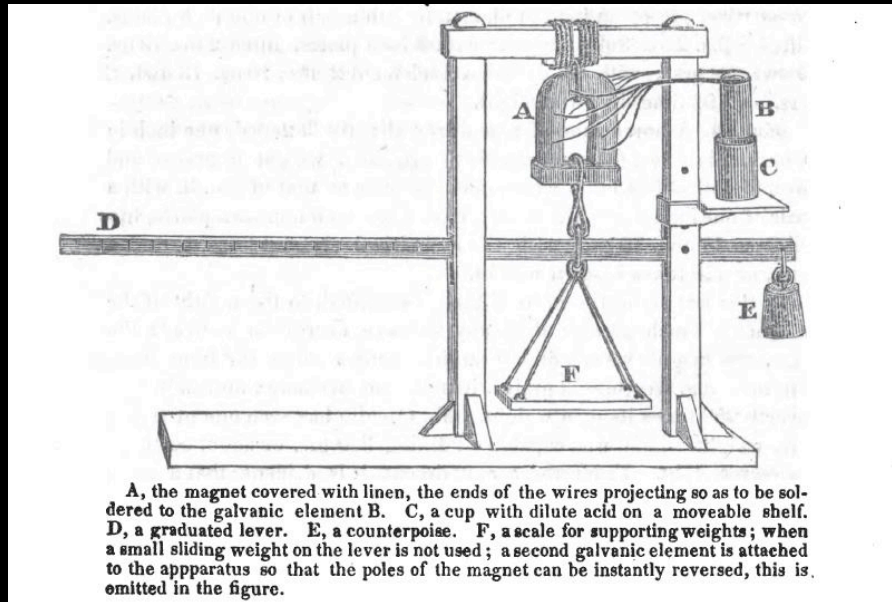 A
B
C
D
E
F
A, the magnet covered with linen, the ends of the wires projecting so as to be sol-
dered to the galvanic element B. C, a cup with dilute acid on a moveable shelf.
D, a graduated lever. E, a counterpoise. F, a scale for supporting weights; when
a small sliding weight on the lever is not used; a second galvanic element is attached
to the appparatus so that the poles of the magnet can be instantly reversed, this is
omitted in the figure.